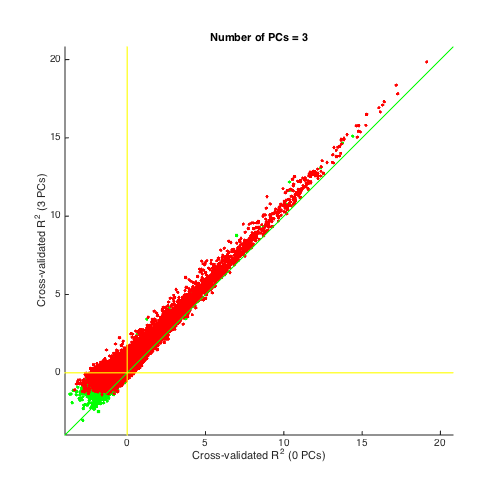 Number of PCs = 3
Cross-validated R² (3 PCs)
20
15
10
5
0
0 5 10 15 20
Cross-validated R² (0 PCs)